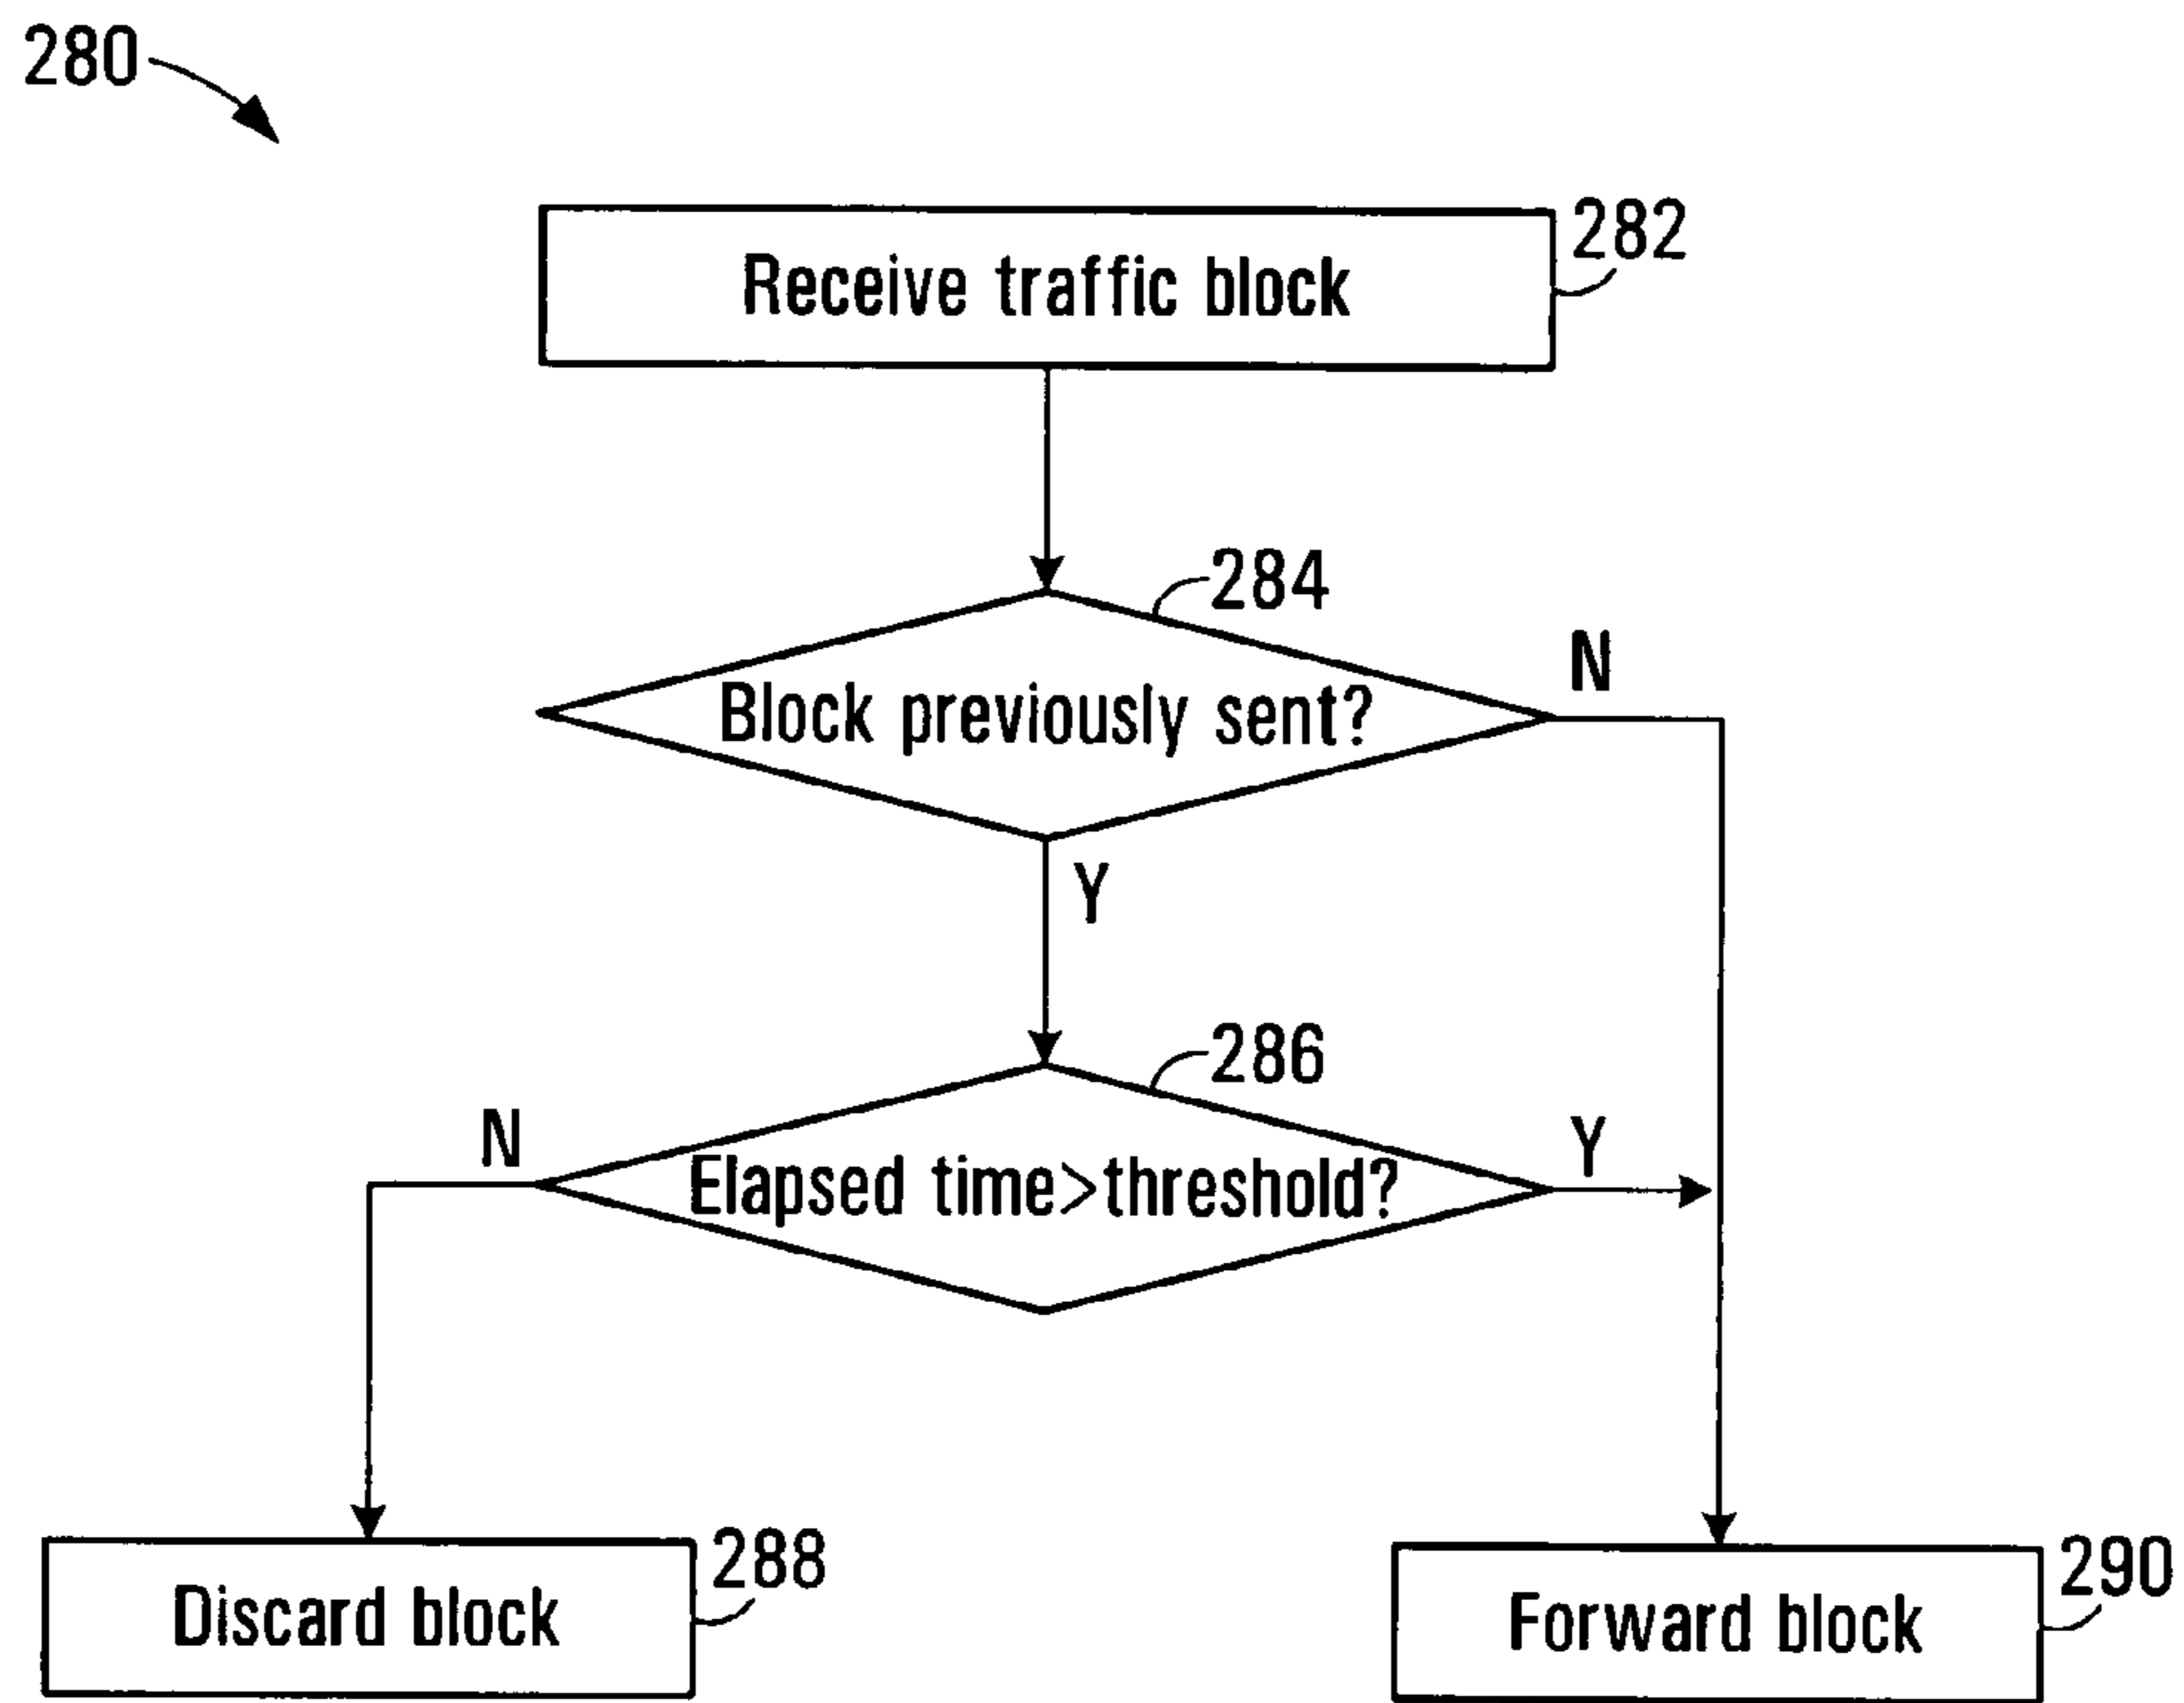 280
282
Receive traffic block
284
N
Block previously sent?
Y
286
N
Y
Elapsed time>threshold?
288
290
Discard block
Forward block